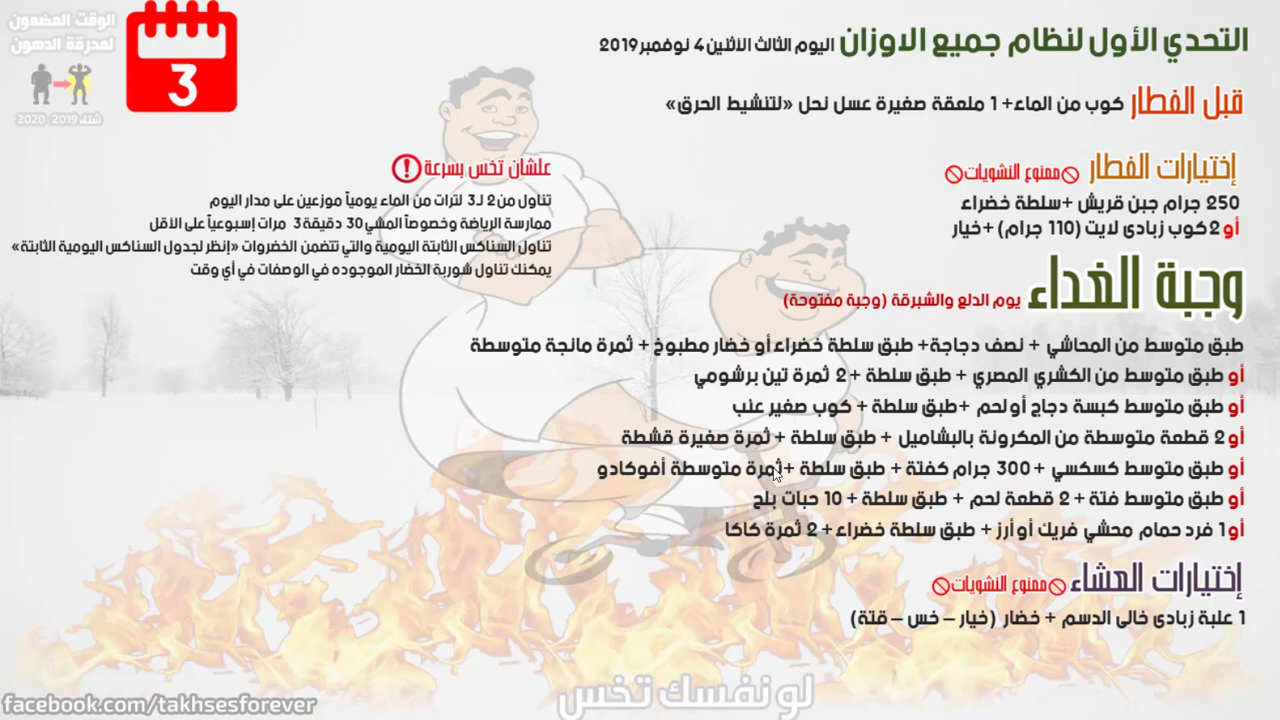 الوقت المضمون
لمحرقة الدهون
شتاء 2019-2020
3
التحدي الأول لنظام جميع الاوزان اليوم الثالث الأثنين 4 نوفمبر 2019
قبل الفطار كوب من الماء+ 1 ملعقة صغيرة عسل نحل «لتنشيط الحرق»
إختيارات الفطار ممنوع النشويات
250 جرام جبن قريش +سلطة خضراء
أو 2 كوب زبادى لايت (110 جرام) +خيار
علشان تخس بسرعة
تناول من 2 لـ 3 لترات من الماء يومياً موزعين على مدار اليوم
ممارسة الرياضة وخصوصاً المشي 30 دقيقة 3 مرات إسبوعياً على الأقل
تناول السناكس الثابتة اليومية والتي تتضمن الخضروات «إنظر لجدول السناكس اليومية الثابتة»
يمكنك تناول شوربة الخضار الموجوده في الوصفات في أي وقت
وجبة الغداء يوم الدلع والشبرقة (وجبة مفتوحة)
طبق متوسط من المحاشي + نصف دجاجة+ طبق سلطة خضراء أو خضار مطبوخ + ثمرة مانجة متوسطة
أو طبق متوسط من الكشري المصري + طبق سلطة +2 ثمرة تين برشومي
أو طبق متوسط كبسة دجاج أو لحم +طبق سلطة + كوب صغير عنب
أو 2 قطعة متوسطة من المكرونة بالبشاميل + طبق سلطة + ثمرة صغيرة قشطة
أو طبق متوسط كسكسي +300 جرام كفتة + طبق سلطة +ثمرة متوسطة أفوكادو
أو طبق متوسط فتة +2 قطعة لحم + طبق سلطة + 10 حبات بلح
أو 1 فرد حمام محشي فريك أو أرز + طبق سلطة خضراء +2 ثمرة كاكا
إختيارات العشاء ممنوع النشويات
1 علبة زبادى خالى الدسم + خضار (خيار – خس – قتة)
لو نفسك تخس
facebook.com/takhsesforever